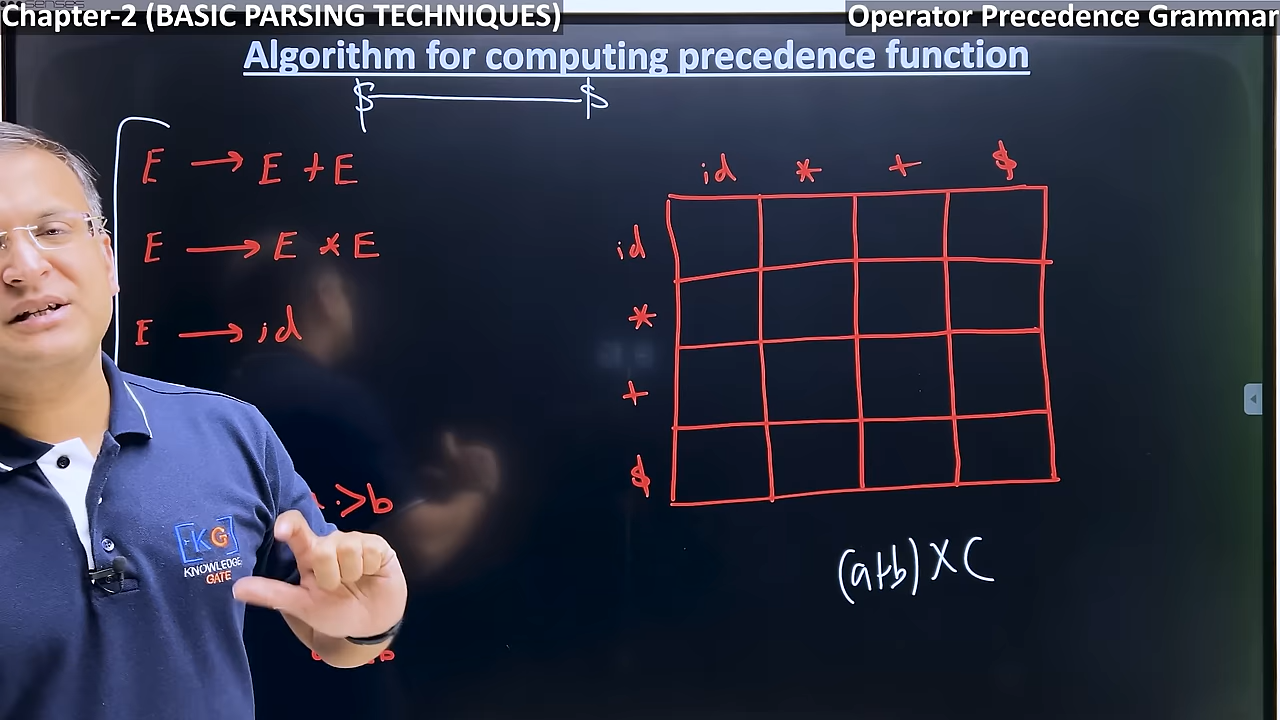 Chapter-2 (BASIC PARSING TECHNIQUES)
Operator Precedence Grammar
Algorithm for computing precedence function
$ $
E → E + E
E → E * E
E → id
id * + $
id
*
+
$
:> b
(a+b) X C
KG
KNOWLEDGE
GATE